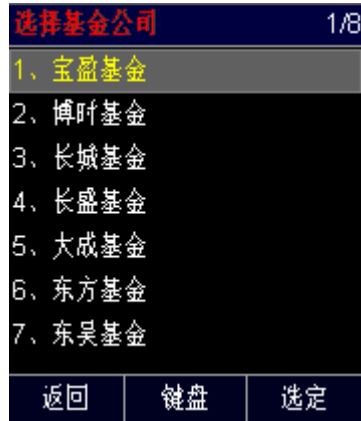 选择基金公司 1/8
1、宝盈基金
2、博时基金
3、长城基金
4、长盛基金
5、大成基金
6、东方基金
7、东吴基金
返回 键盘 选定